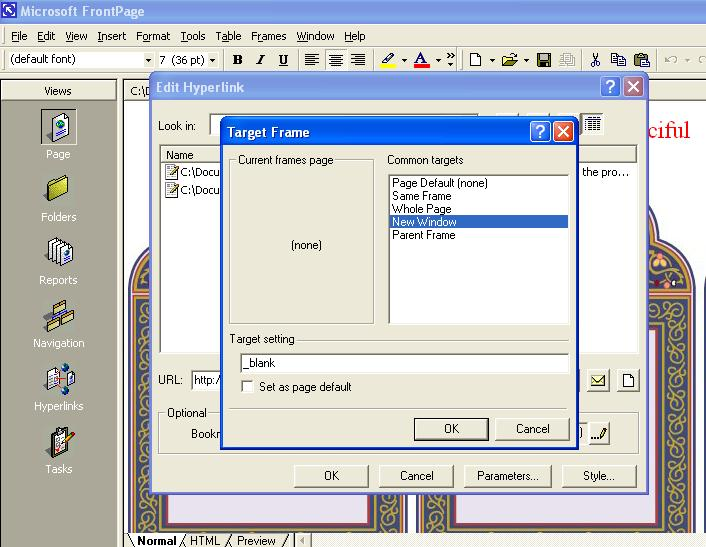 Microsoft FrontPage
File Edit View Insert Format Tools Table Frames Window Help
(default font) 7 (36 pt) B I U A
Views
C:\D
Page
Folders
Reports
Navigation
Hyperlinks
Tasks
ciful
Edit Hyperlink
Look in:
Name
C:\Docu the pro...
C:\Docu
URL: http:/
Optional
Bookn
OK Cancel Parameters... Style...
Target Frame
Current frames page
(none)
Common targets
Page Default (none)
Same Frame
Whole Page
New Window
Parent Frame
Target setting
_blank
Set as page default
OK Cancel
Normal HTML Preview